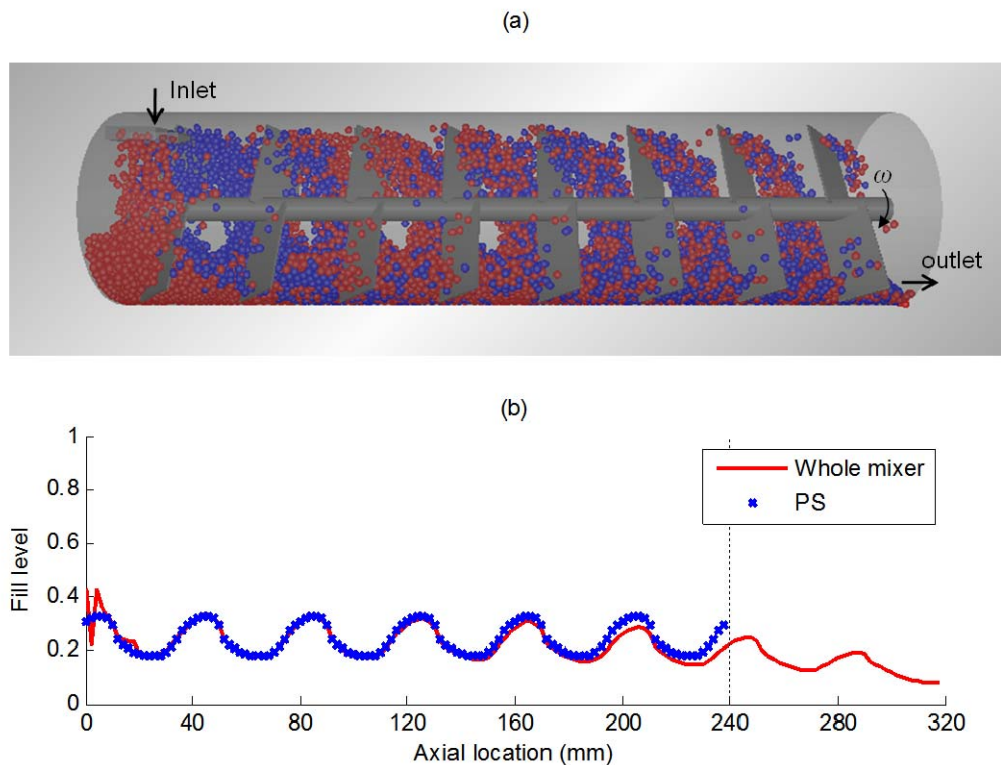 (a)
Inlet
ω
outlet
(b)
Fill level
1
0.8
0.6
0.4
0.2
0
Whole mixer
PS
0 40 80 120 160 200 240 280 320
Axial location (mm)